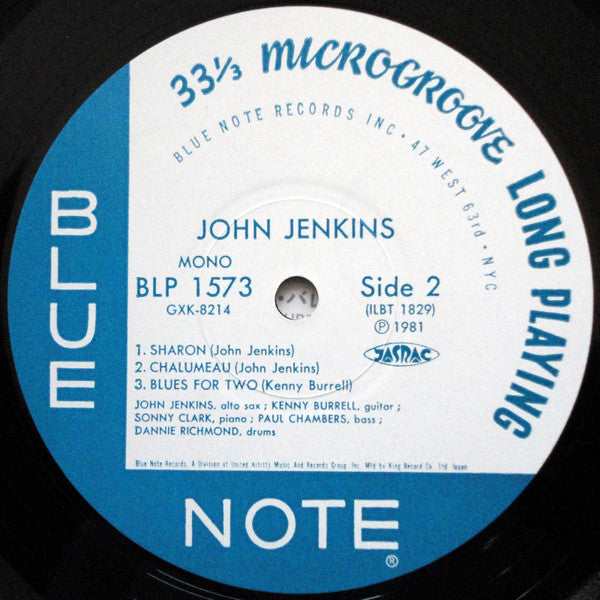 33⅓ MICROGROOVE LONG PLAYING
BLUE NOTE RECORDS INC • 47 WEST 63rd • NYC
BLUE
JOHN JENKINS
MONO
BLP 1573 Side 2
GXK-8214 (ILBT 1829)
Ⓟ 1981
JASRAC
1. SHARON (John Jenkins)
2. CHALUMEAU (John Jenkins)
3. BLUES FOR TWO (Kenny Burrell)
JOHN JENKINS, alto sax ; KENNY BURRELL, guitar ;
SONNY CLARK, piano ; PAUL CHAMBERS, bass ;
DANNIE RICHMOND, drums
Blue Note Records, A Division of United Artists Music And Records Group, Inc. Mfd by King Record Co. Ltd. Japan
NOTE®